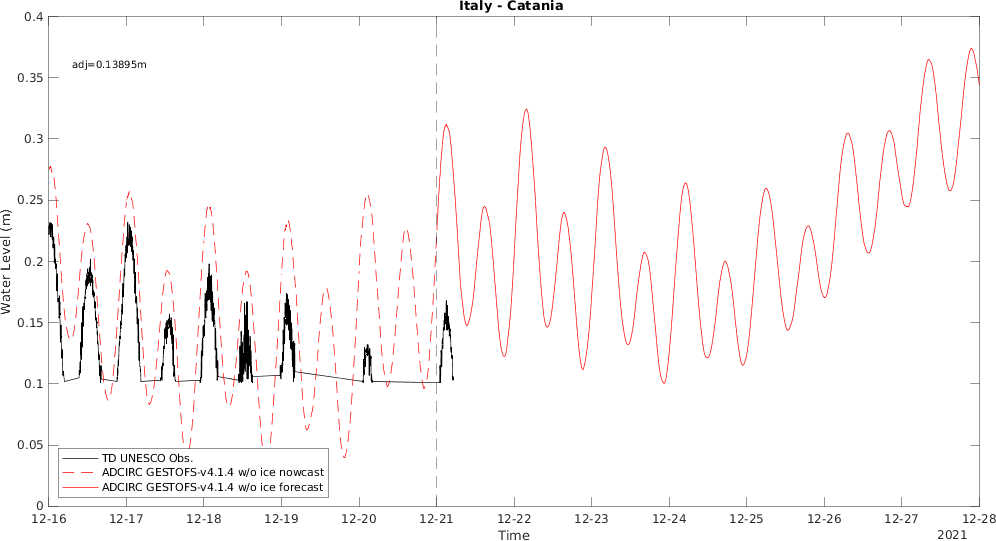 Italy - Catania
adj=0.13895m
Water Level (m)
0.4
0.35
0.3
0.25
0.2
0.15
0.1
0.05
0
TD UNESCO Obs.
ADCIRC GESTOFS-v4.1.4 w/o ice nowcast
ADCIRC GESTOFS-v4.1.4 w/o ice forecast
12-16 12-17 12-18 12-19 12-20 12-21 12-22 12-23 12-24 12-25 12-26 12-27 12-28
Time
2021